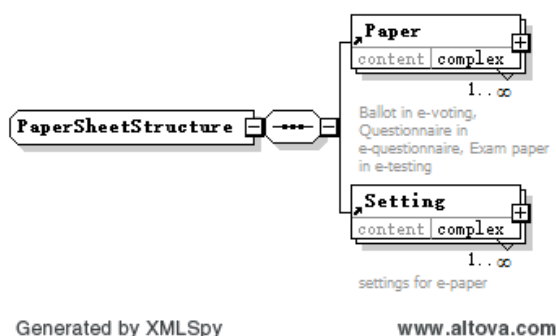 Paper
content complex
1..∞
Ballot in e-voting,
Questionnaire in
e-questionnaire, Exam paper
in e-testing
PaperSheetStructure
Setting
content complex
1..∞
settings for e-paper
Generated by XMLSpy www.altova.com